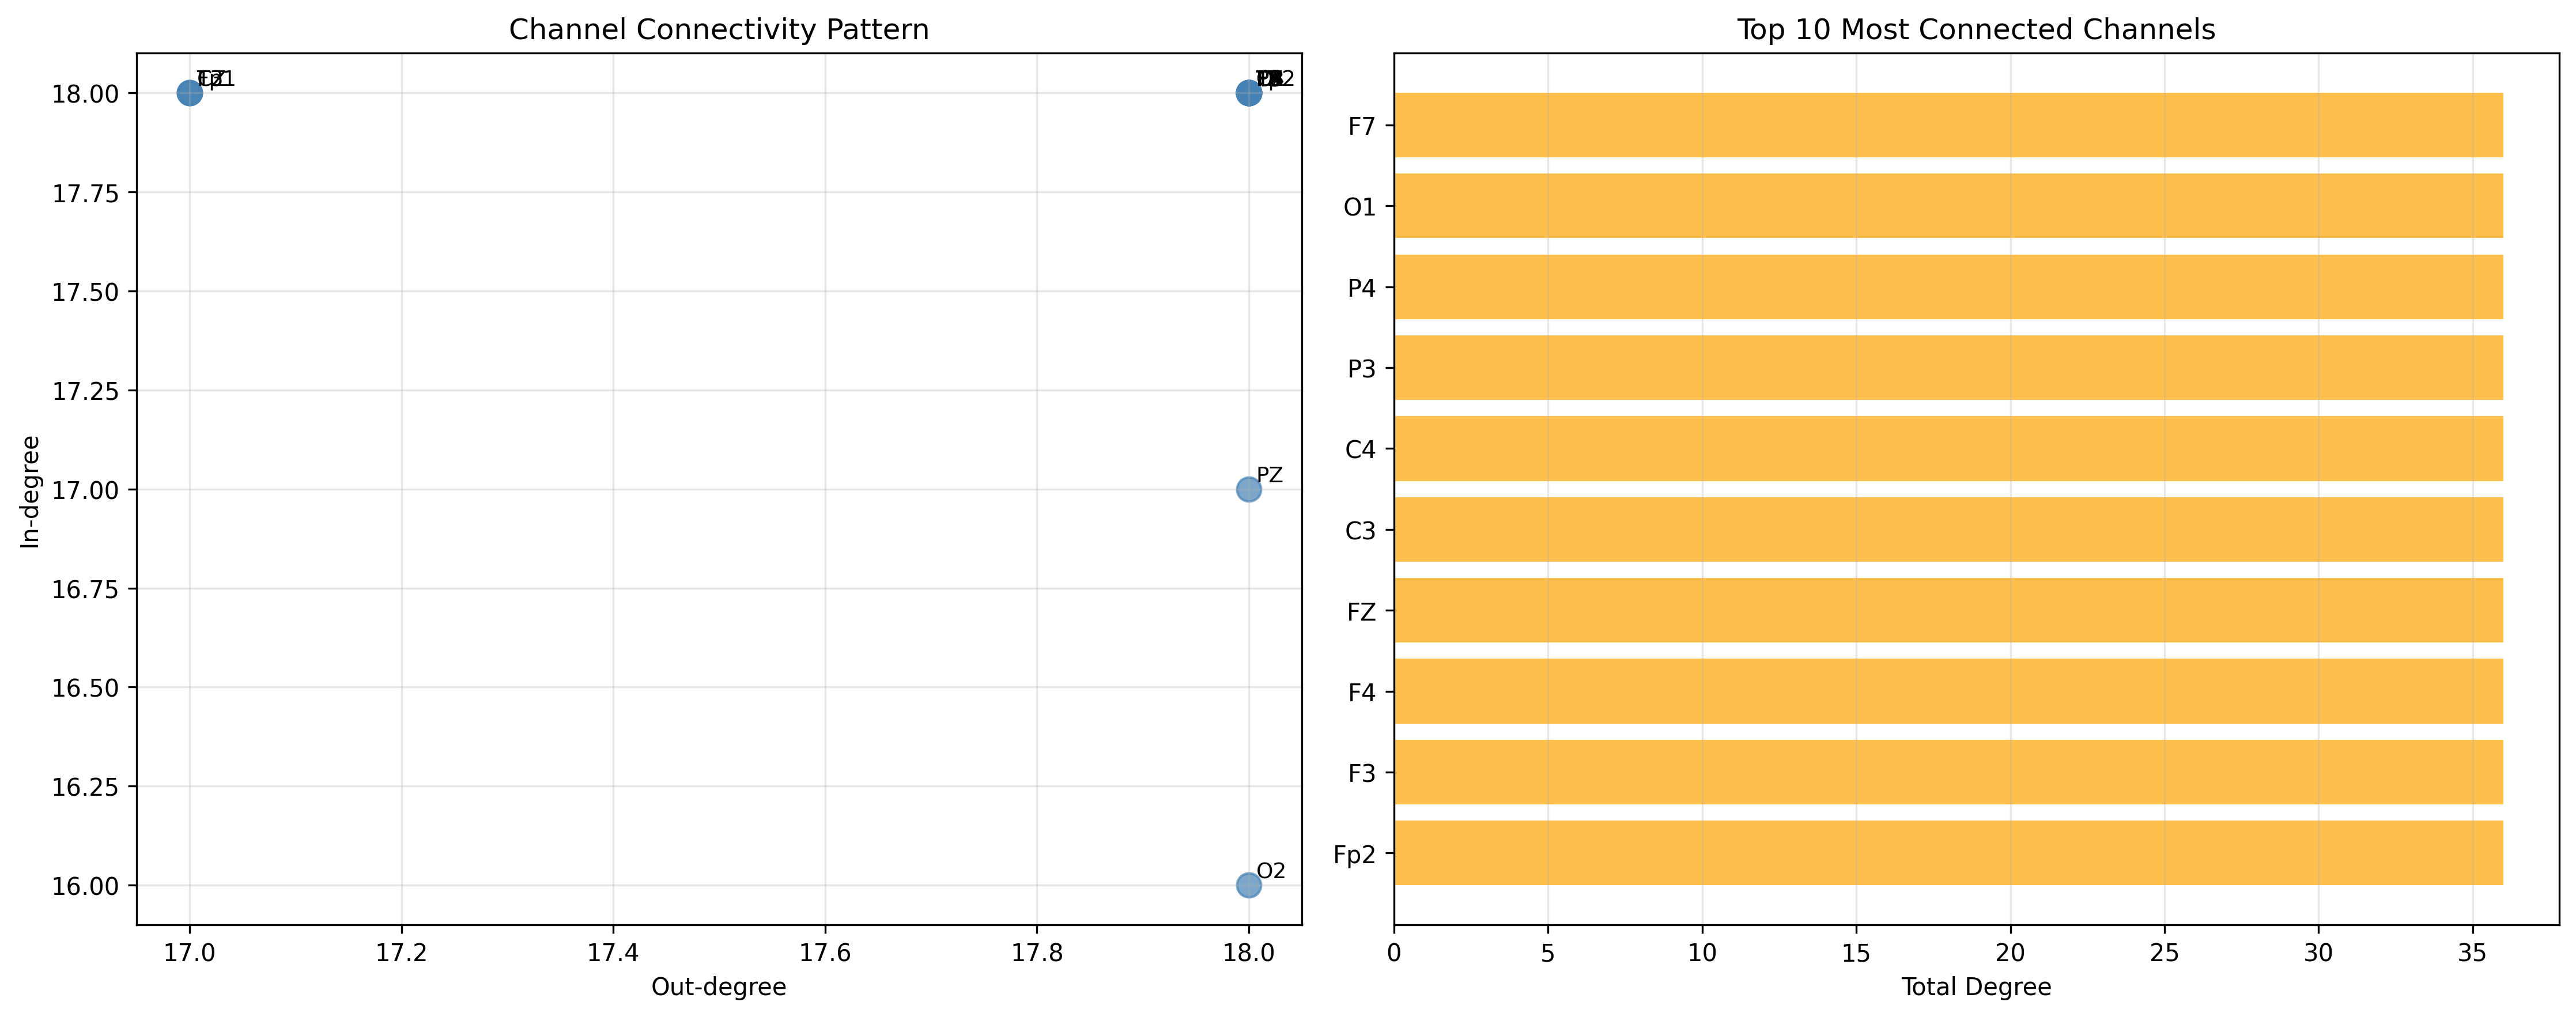 Channel Connectivity Pattern
18.00
17.75
17.50
17.25
17.00
16.75
16.50
16.25
16.00
In-degree
PZ
O2
17.0 17.2 17.4 17.6 17.8 18.0
Out-degree
Top 10 Most Connected Channels
F7
O1
P4
P3
C4
C3
FZ
F4
F3
Fp2
0 5 10 15 20 25 30 35
Total Degree